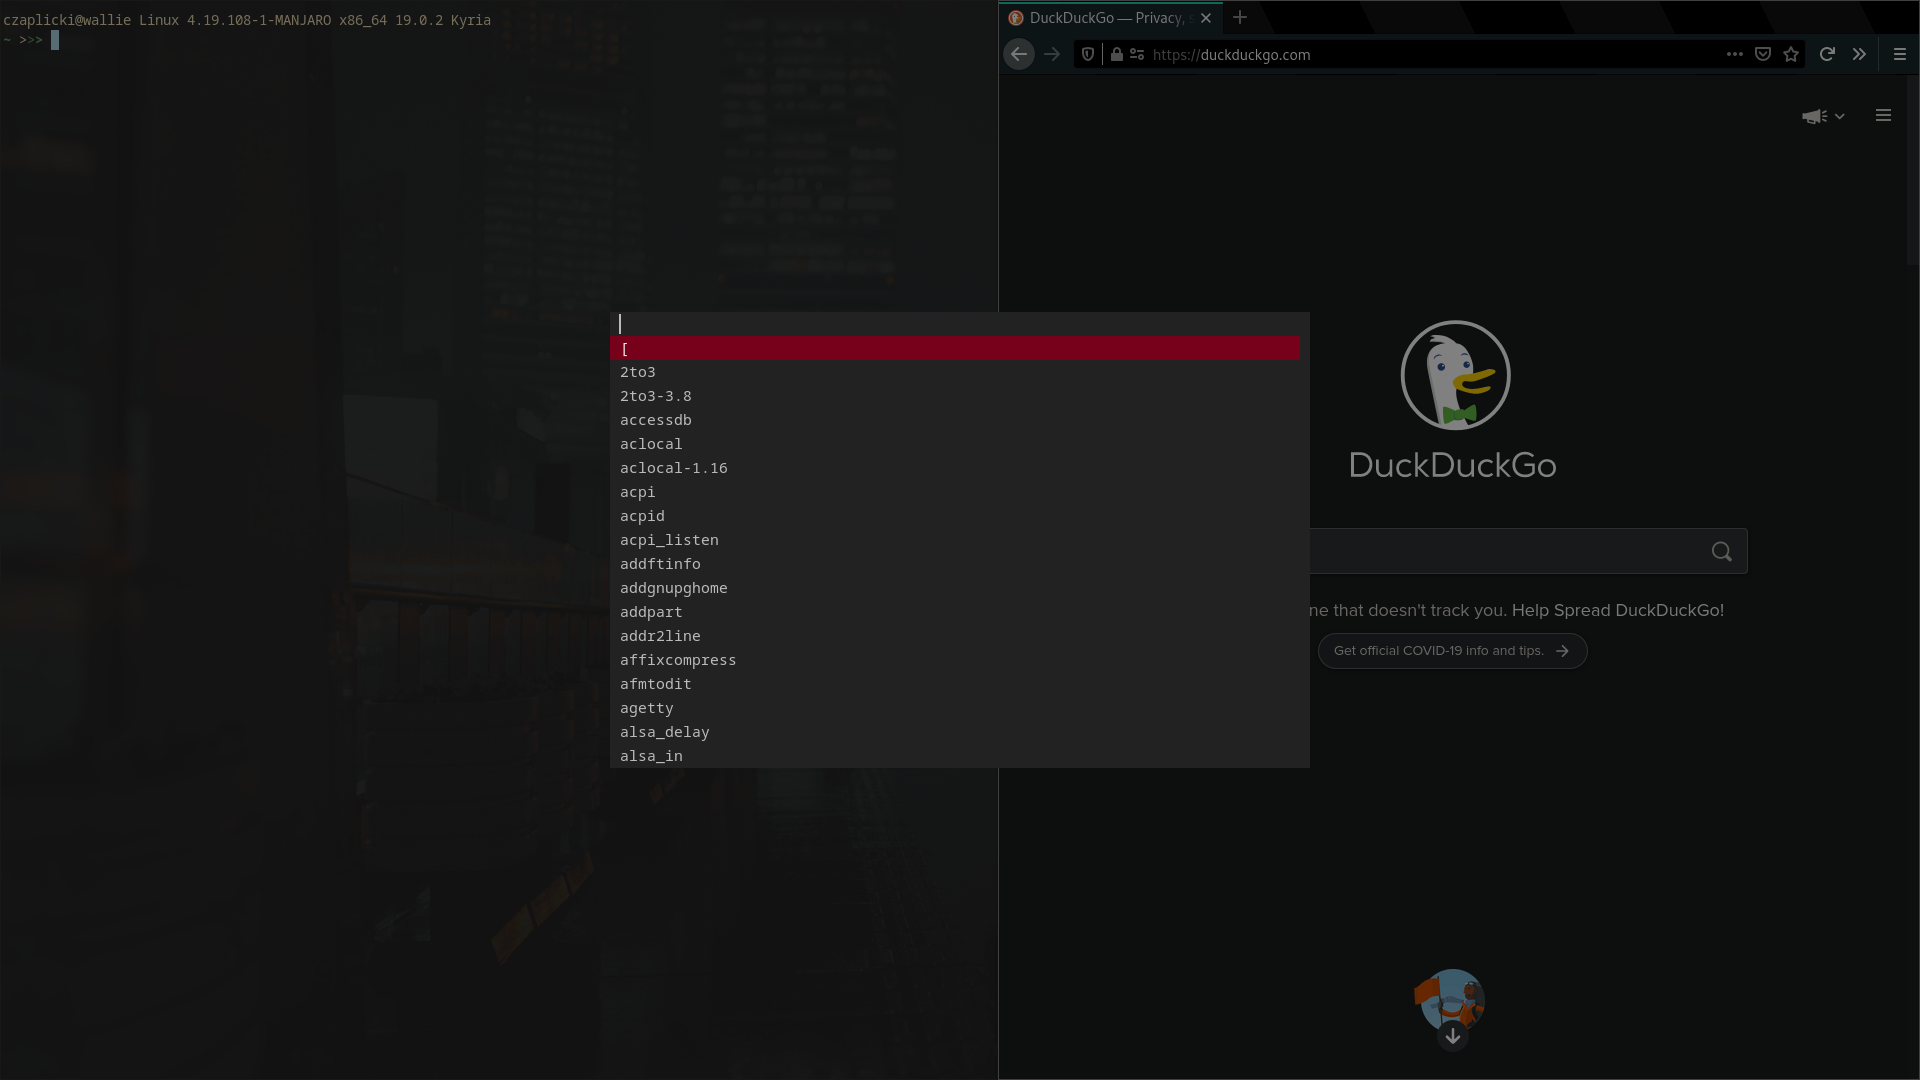 czaplicki@wallie Linux 4.19.108-1-MANJARO x86_64 19.0.2 Kyria
~ >>>
DuckDuckGo — Privacy,
https://duckduckgo.com
[
2to3
2to3-3.8
accessdb
aclocal
aclocal-1.16
acpi
acpid
acpi_listen
addftinfo
addgnupghome
addpart
addr2line
affixcompress
afmtodit
agetty
alsa_delay
alsa_in
DuckDuckGo
that doesn't track you. Help Spread DuckDuckGo!
Get official COVID-19 info and tips.